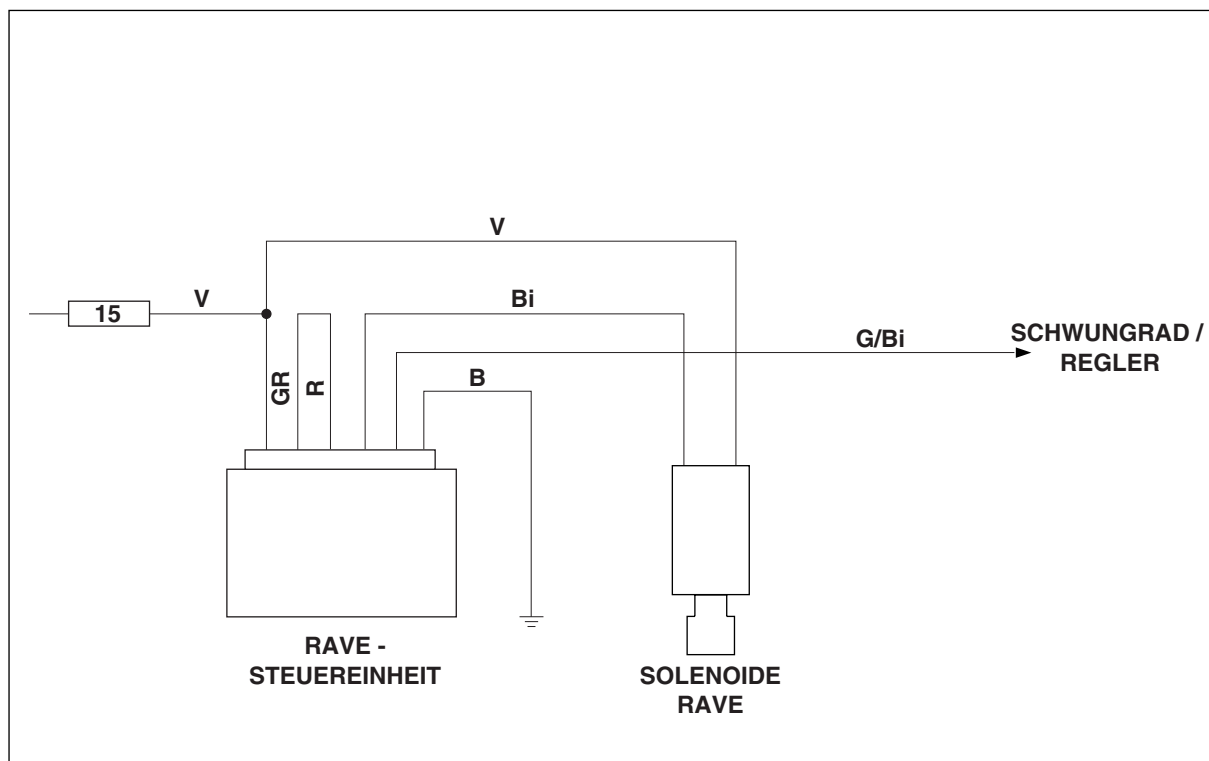 V
15
V
Bi
G/Bi
SCHWUNGRAD /
REGLER
GR
R
B
RAVE -
STEUEREINHEIT
SOLENOIDE
RAVE